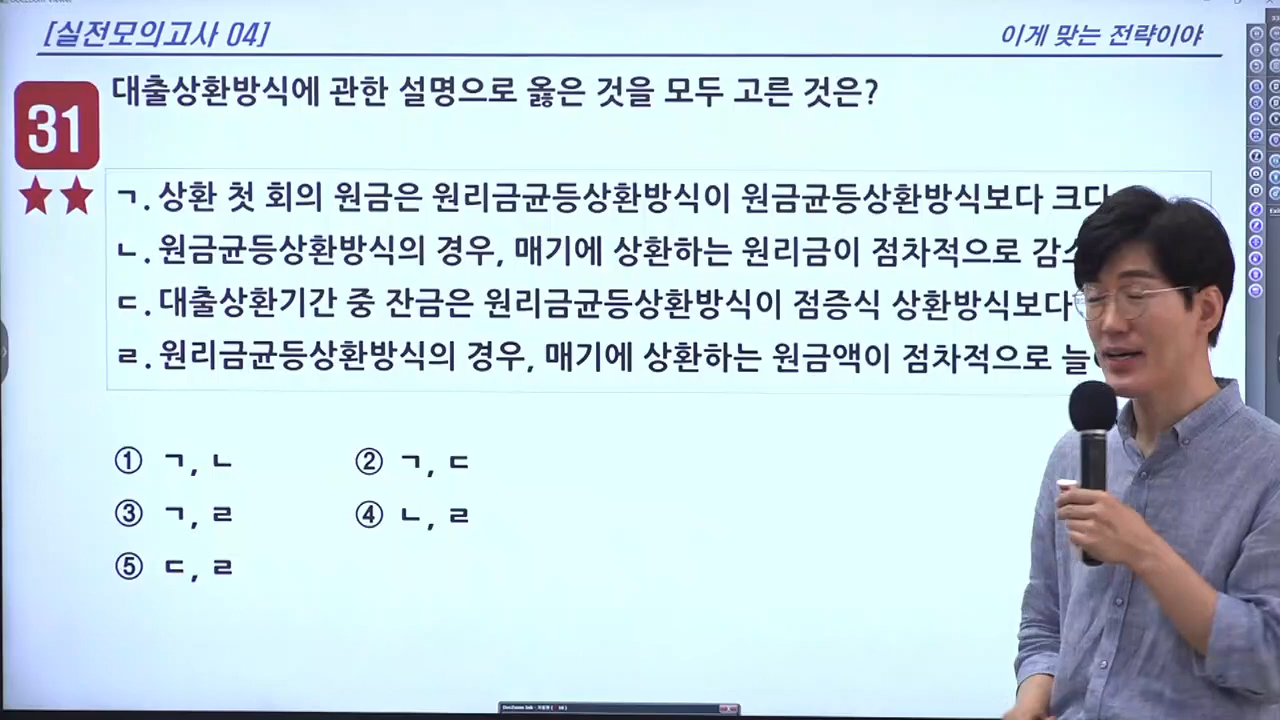 [실전모의고사 04]
이게 맞는 전략이야
31
대출상환방식에 관한 설명으로 옳은 것을 모두 고른 것은?
ㄱ. 상환 첫 회의 원금은 원리금균등상환방식이 원금균등상환방식보다 크다
ㄴ. 원금균등상환방식의 경우, 매기에 상환하는 원리금이 점차적으로
ㄷ. 대출상환기간 중 잔금은 원리금균등상환방식이 점증식 상환방식보다
ㄹ. 원리금균등상환방식의 경우, 매기에 상환하는 원금액이 점차적으로
① ㄱ, ㄴ
② ㄱ, ㄷ
③ ㄱ, ㄹ
④ ㄴ, ㄹ
⑤ ㄷ, ㄹ